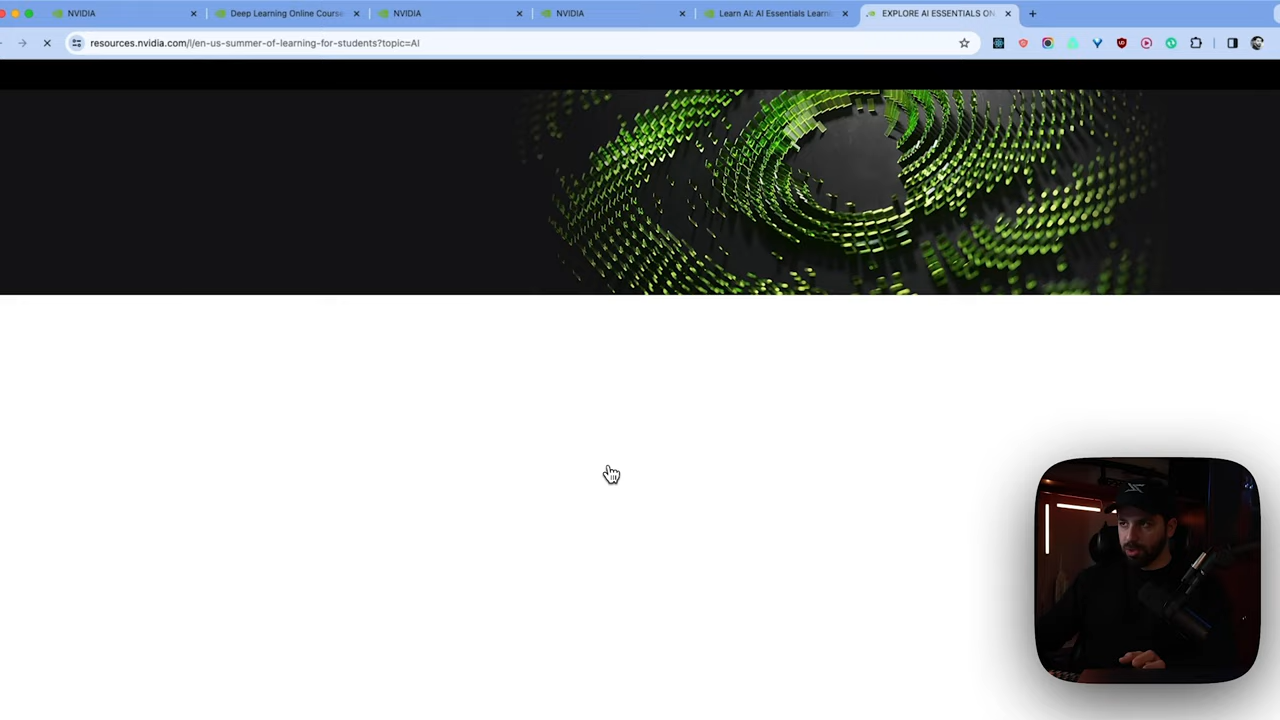 NVIDIA
Deep Learning Online Course
NVIDIA
NVIDIA
Learn AI: AI Essentials Learni
EXPLORE AI ESSENTIALS ON
resources.nvidia.com/l/en-us-summer-of-learning-for-students?topic=AI